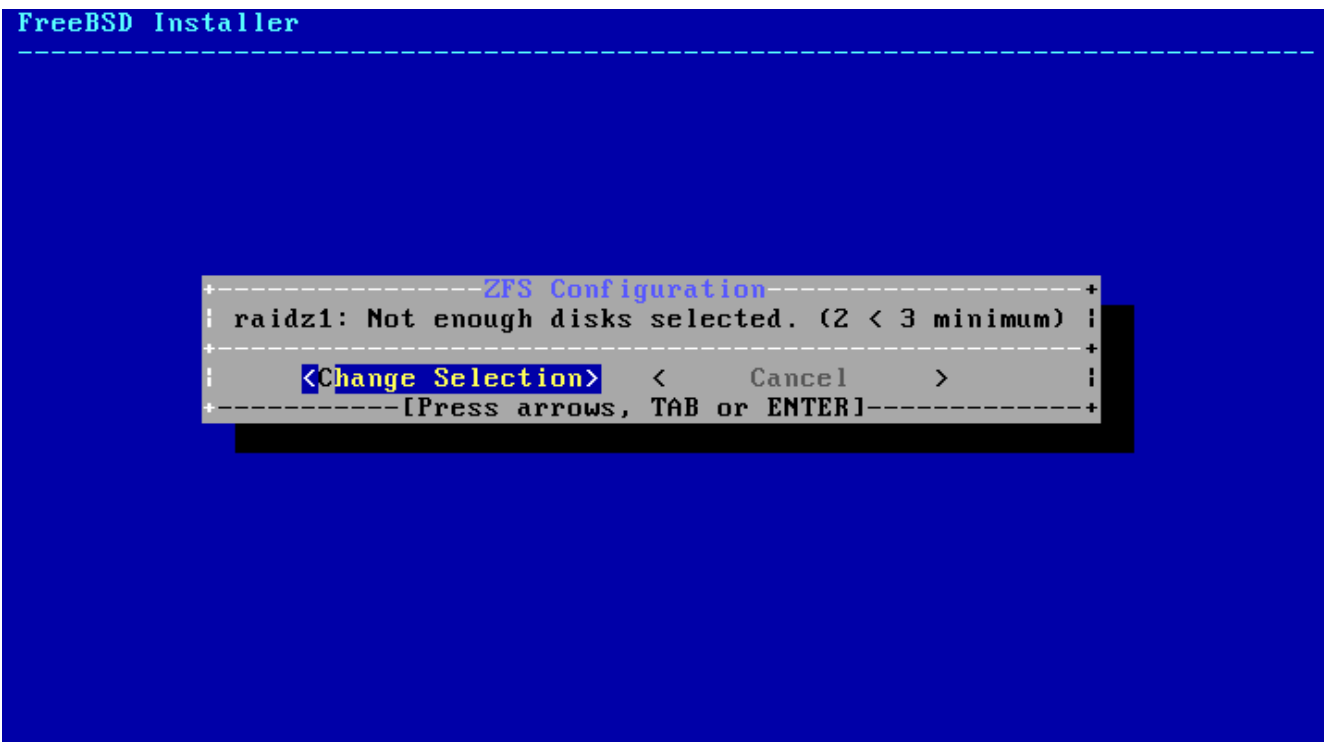 FreeBSD Installer
ZFS Configuration
raidz1: Not enough disks selected. (2 < 3 minimum)
<Change Selection> < Cancel >
[Press arrows, TAB or ENTER]